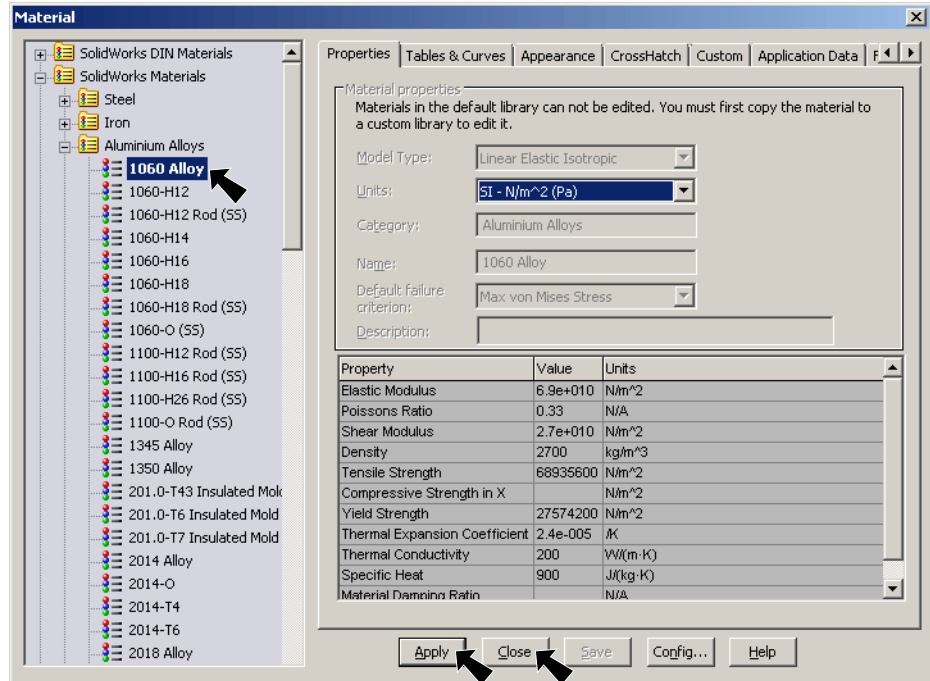 Material
SolidWorks DIN Materials
SolidWorks Materials
Steel
Iron
Aluminium Alloys
1060 Alloy
1060-H12
1060-H12 Rod (SS)
1060-H14
1060-H16
1060-H18
1060-H18 Rod (SS)
1060-O (SS)
1100-H12 Rod (SS)
1100-H16 Rod (SS)
1100-H26 Rod (SS)
1100-O Rod (SS)
1345 Alloy
1350 Alloy
201.0-T43 Insulated Mold
201.0-T6 Insulated Mold
201.0-T7 Insulated Mold
2014 Alloy
2014-O
2014-T4
2014-T6
2018 Alloy
Properties Tables & Curves Appearance CrossHatch Custom Application Data F
Material properties
Materials in the default library can not be edited. You must first copy the material to
a custom library to edit it.
Model Type: Linear Elastic Isotropic
Units: SI - N/m^2 (Pa)
Category: Aluminium Alloys
Name: 1060 Alloy
Default failure
criterion: Max von Mises Stress
Description:
Property Value Units
Elastic Modulus 6.9e+010 N/m^2
Poissons Ratio 0.33 N/A
Shear Modulus 2.7e+010 N/m^2
Density 2700 kg/m^3
Tensile Strength 68935600 N/m^2
Compressive Strength in X N/m^2
Yield Strength 27574200 N/m^2
Thermal Expansion Coefficient 2.4e-005 /K
Thermal Conductivity 200 W/(m·K)
Specific Heat 900 J/(kg·K)
Material Damping Ratio N/A
Apply Close Save Config... Help